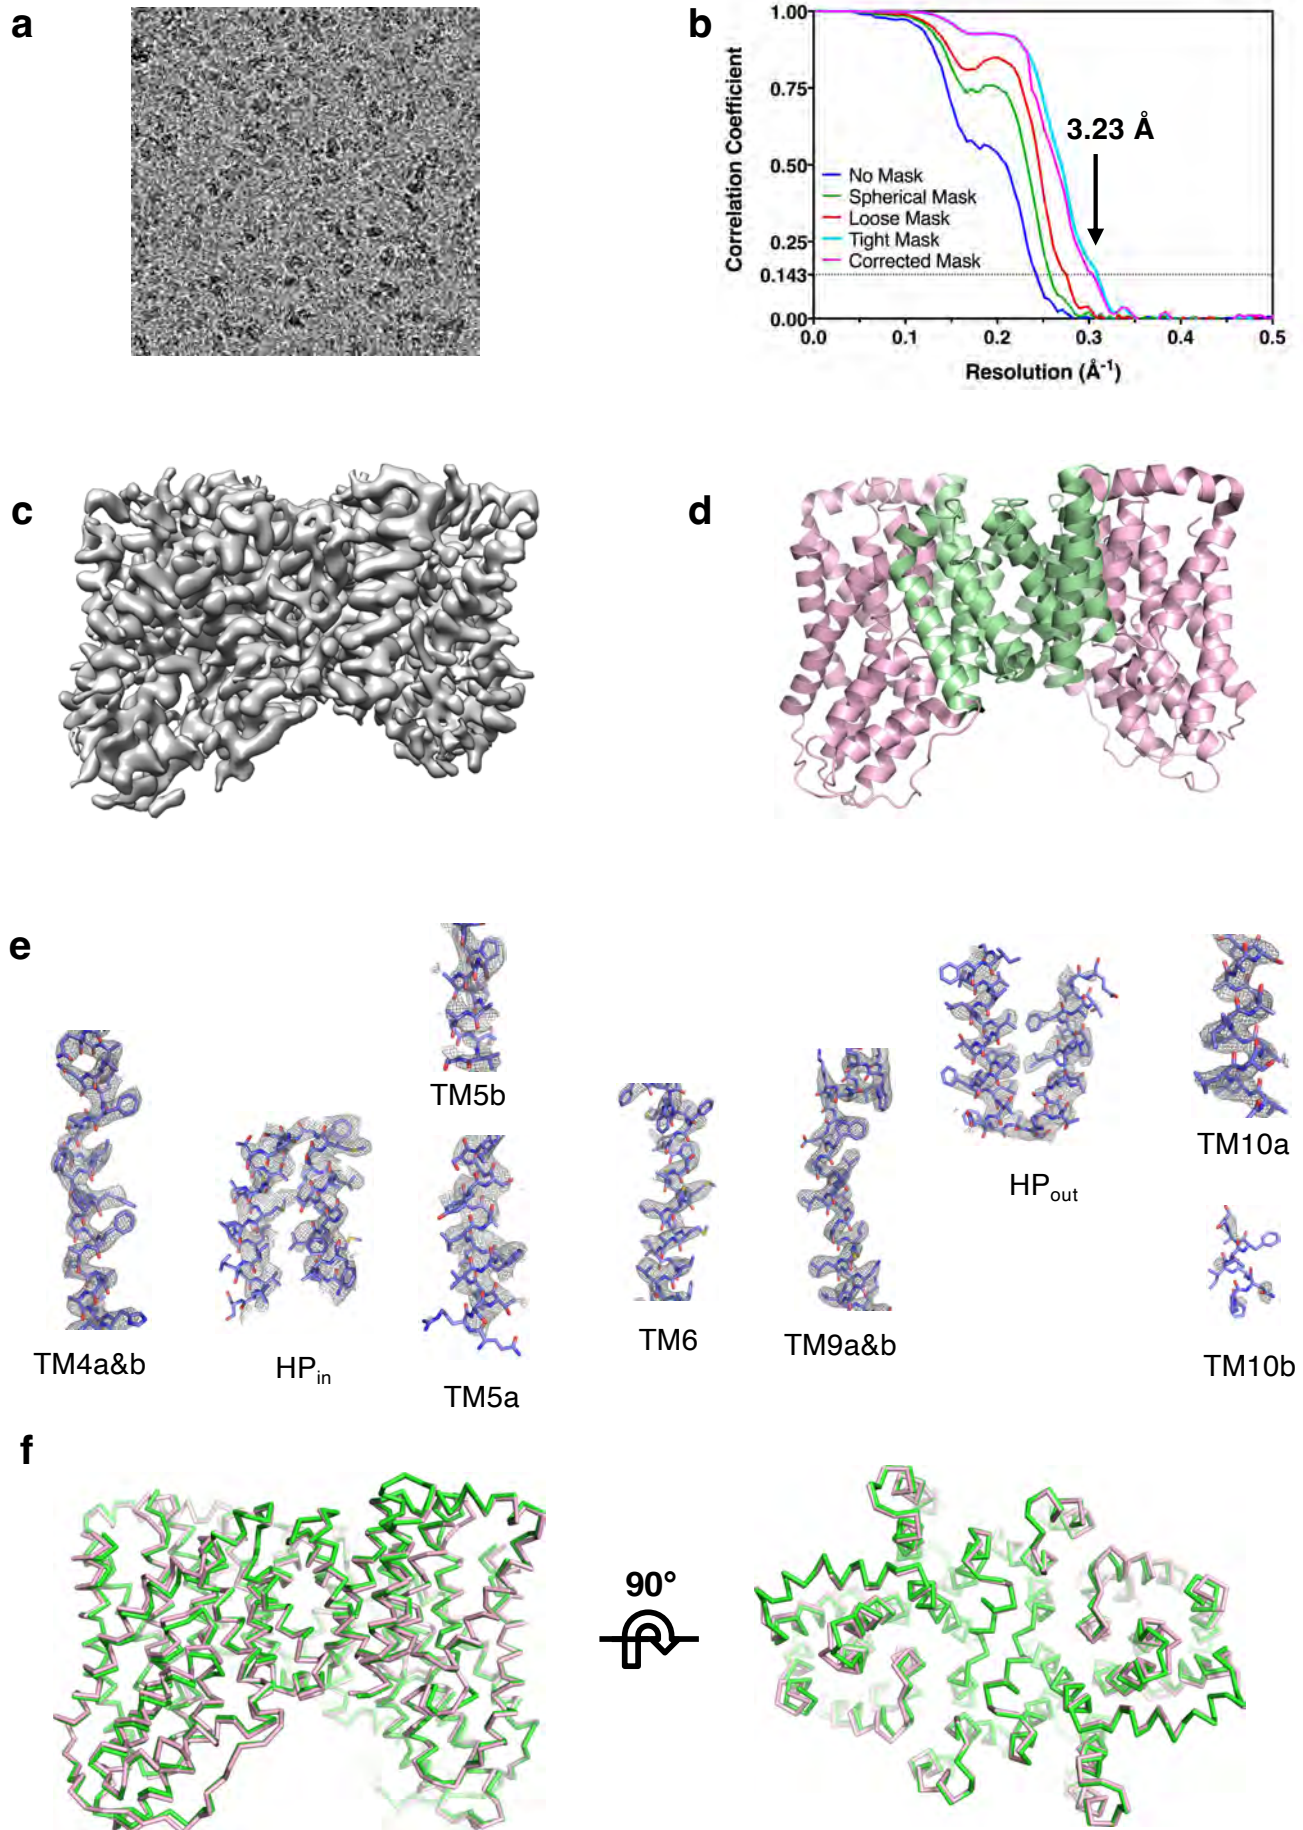 a
b
1.00
0.75
0.50
0.25
0.143
0.00
Correlation Coefficient
3.23 Å
No Mask
Spherical Mask
Loose Mask
Tight Mask
Corrected Mask
0.0 0.1 0.2 0.3 0.4 0.5
Resolution (Å⁻¹)
c
d
e
TM5b
TM10a
HPout
TM4a&b
HPin
TM5a
TM6
TM9a&b
TM10b
f
90°